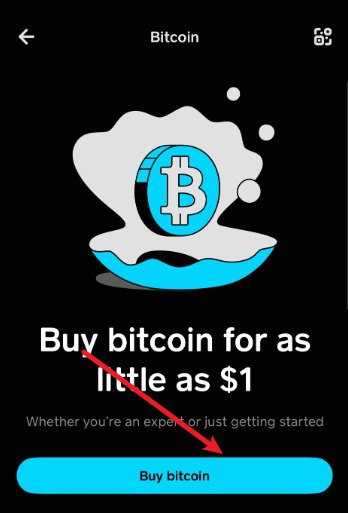 Bitcoin
Buy bitcoin for as
little as $1
Whether you're an expert or just getting started
Buy bitcoin